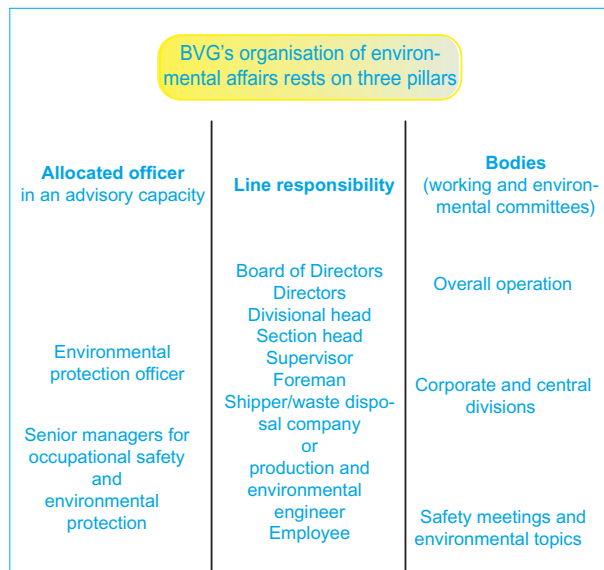 BVG's organisation of environ-
mental affairs rests on three pillars
Allocated officer
in an advisory capacity
Environmental
protection officer
Senior managers for
occupational safety
and
environmental
protection
Line responsibility
Board of Directors
Directors
Divisional head
Section head
Supervisor
Foreman
Shipper/waste dispo-
sal company
or
production and
environmental
engineer
Employee
Bodies
(working and environ-
mental committees)
Overall operation
Corporate and central
divisions
Safety meetings and
environmental topics